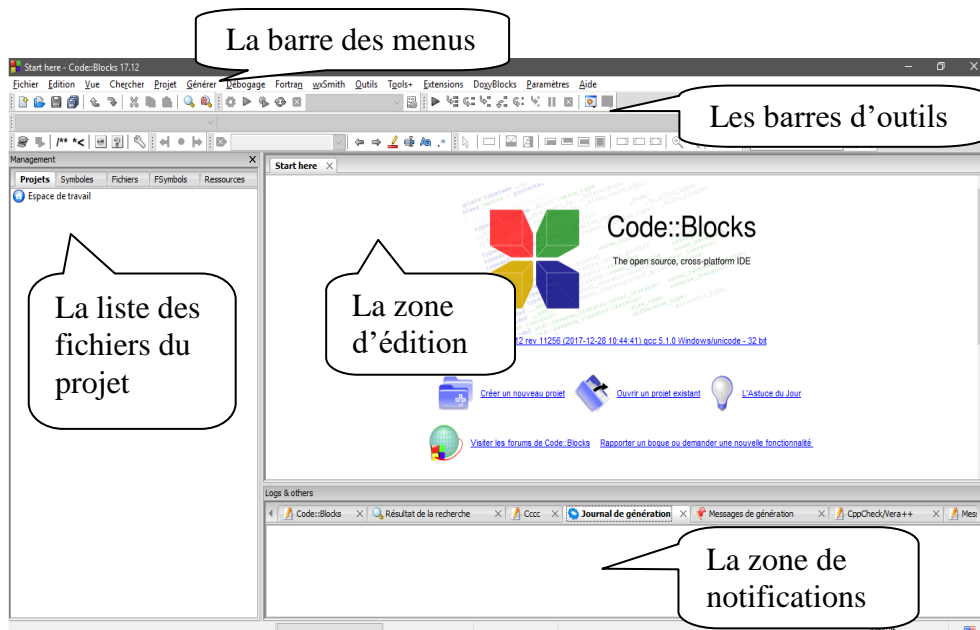 La barre des menus
Start here - Code::Blocks 17.12
Fichier Edition Vue Chercher Projet Générer Débogage Fortran wxSmith Outils Tools+ Extensions DoxyBlocks Paramètres Aide
Les barres d'outils
/** *<
Management
Start here
Projets Symboles Fichiers FSymbols Ressources
Espace de travail
Code::Blocks
The open source, cross-platform IDE
La liste des
fichiers du
projet
La zone
d'édition
12 rev 11256 (2017-12-28 10:44:41) gcc 5.1.0 Windows/unicode - 32 bit
Créer un nouveau projet Ouvrir un projet existant L'Astuce du Jour
Visiter les forums de Code::Blocks Rapporter un bogue ou demander une nouvelle fonctionnalité
Logs & others
Code::Blocks Résultat de la recherche Cccc Journal de génération Messages de génération CppCheck/Vera++ Mess
La zone de
notifications